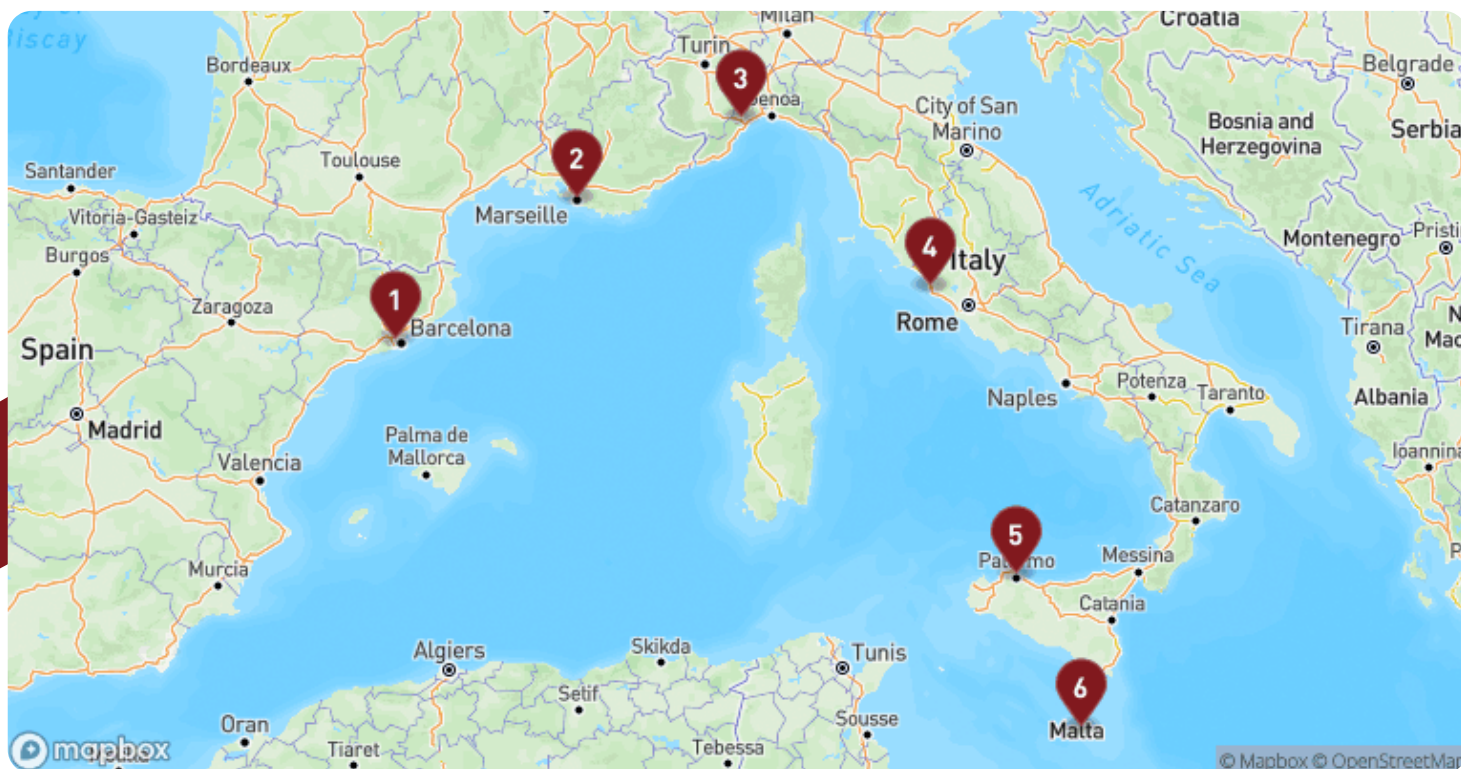 Milan
Croatia
Biscay
Turin
Bordeaux
3
Belgrade
Genoa
City of San
Marino
Bosnia and
Herzegovina
Serbia
2
Toulouse
Santander
Adriatic Sea
Marseille
Vitoria-Gasteiz
Burgos
4
Italy
Montenegro
Zaragoza
1
Barcelona
Rome
Tirana
Spain
Naples
Potenza
Taranto
Albania
Madrid
Palma de
Mallorca
Valencia
Ioannina
Catanzaro
5
Palermo
Messina
Murcia
Catania
Algiers
Skikda
Tunis
6
Setif
Oran
Sousse
Malta
mapbox
Tiaret
Tebessa
© Mapbox © OpenStreetMap